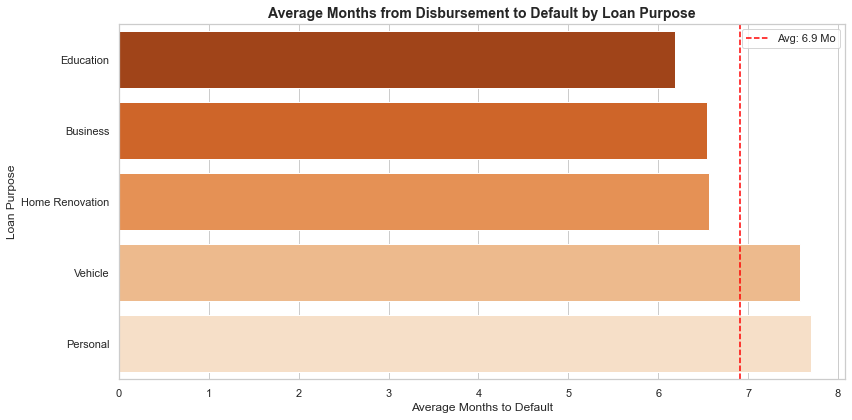 Average Months from Disbursement to Default by Loan Purpose
Avg: 6.9 Mo
Loan Purpose
Education
Business
Home Renovation
Vehicle
Personal
0 1 2 3 4 5 6 7 8
Average Months to Default